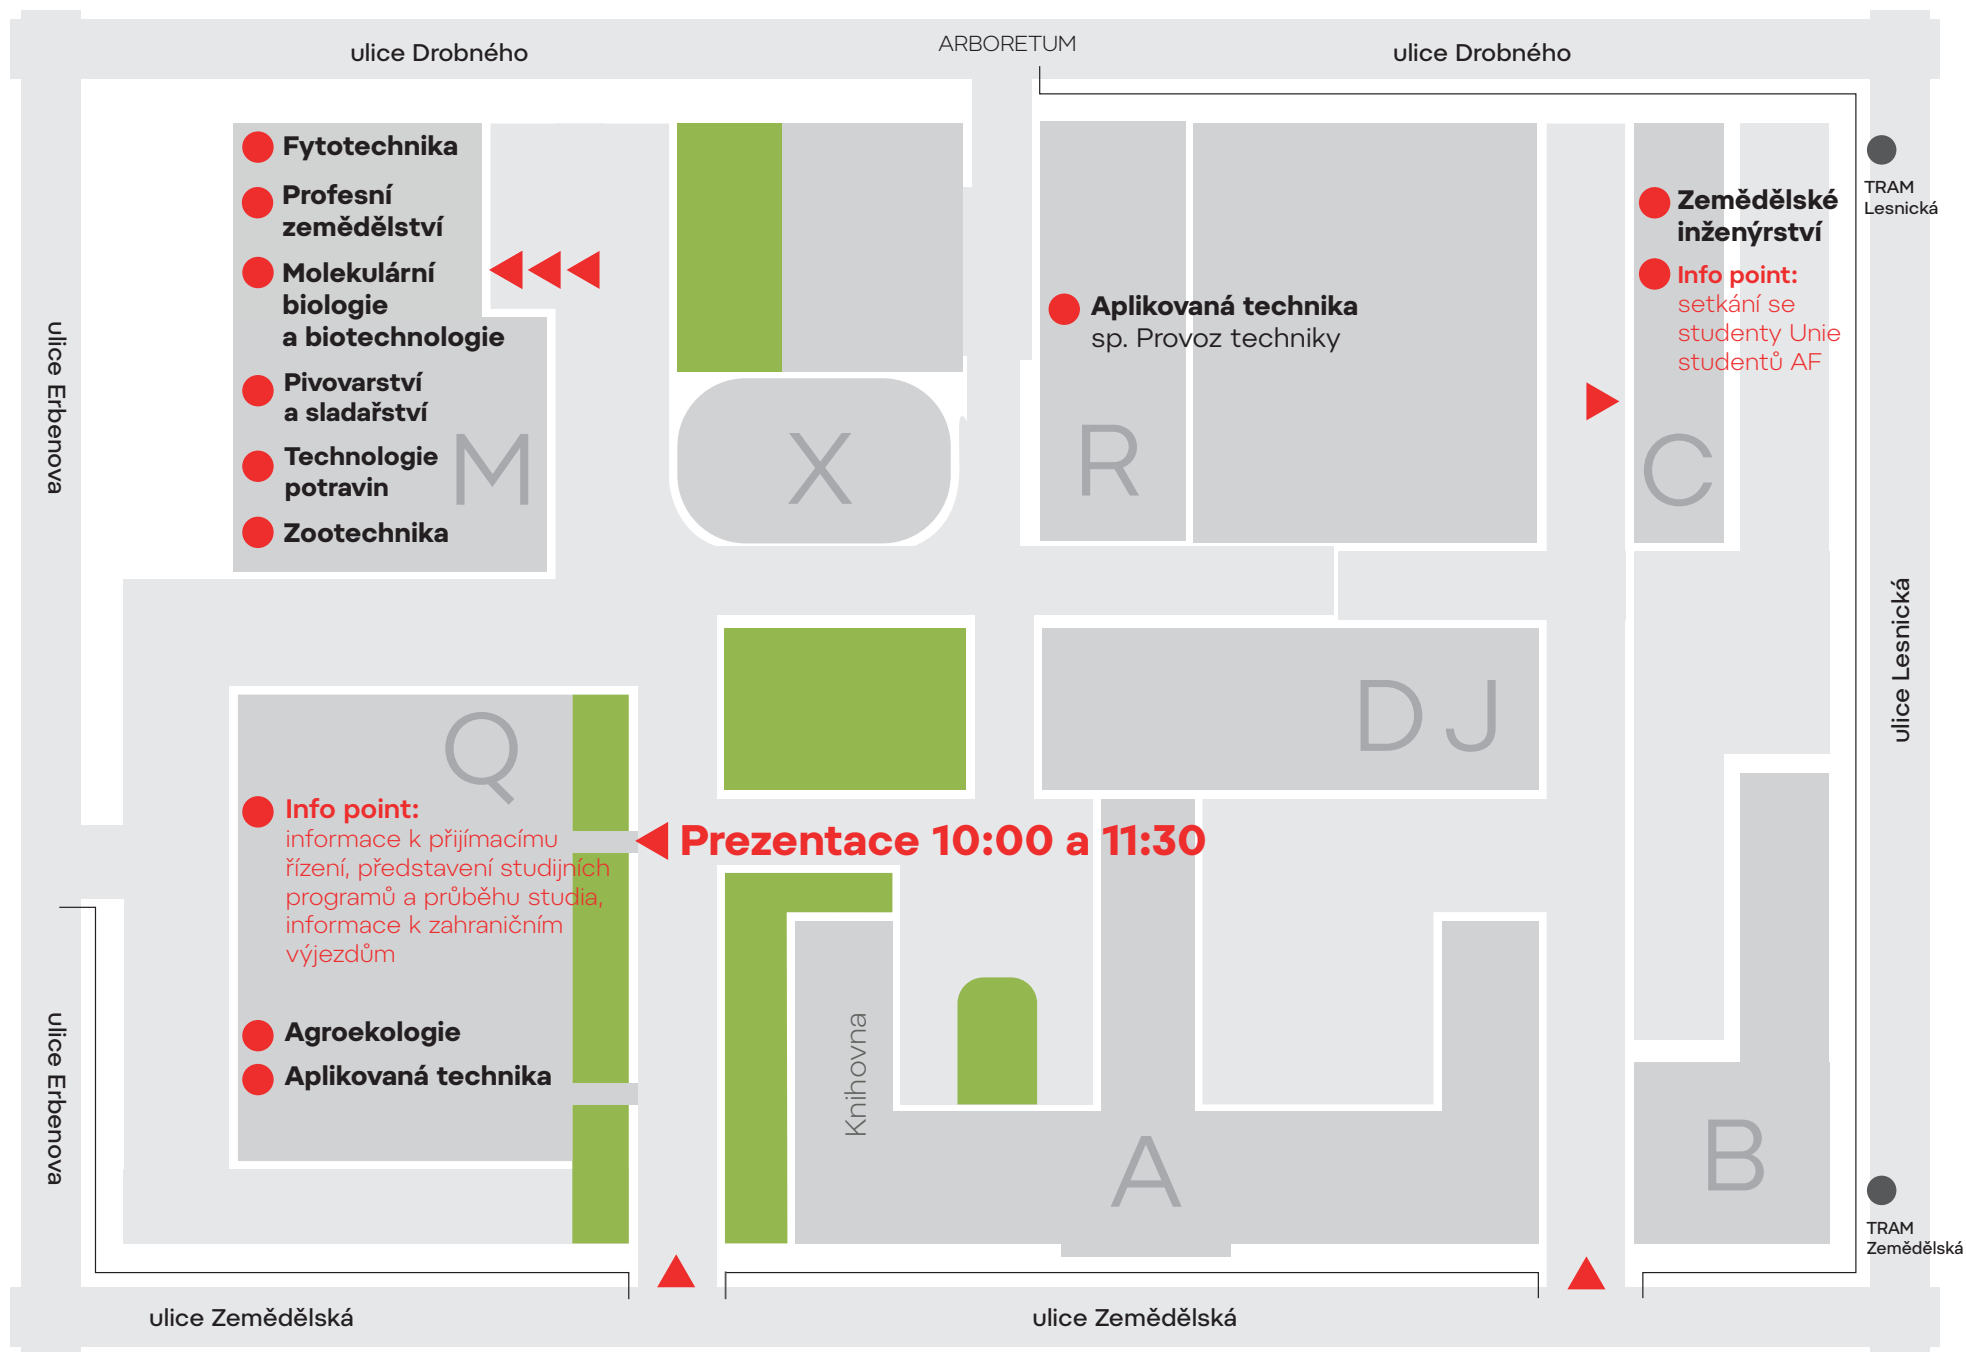 ulice Drobného
ARBORETUM
ulice Drobného
Fytotechnika
Profesní
zemědělství
Molekulární
biologie
a biotechnologie
Pivovarství
a sladařství
Technologie
potravin
Zootechnika
M
X
Aplikovaná technika
sp. Provoz techniky
R
Zemědělské
inženýrství
Info point:
setkání se
studenty Unie
studentů AF
C
TRAM
Lesnická
ulice Erbenova
ulice Lesnická
D J
Q
Info point:
informace k přijímacímu
řízení, představení studijních
programů a průběhu studia,
informace k zahraničním
výjezdům
Prezentace 10:00 a 11:30
Agroekologie
Aplikovaná technika
ulice Erbenova
Knihovna
A
B
TRAM
Zemědělská
ulice Zemědělská
ulice Zemědělská